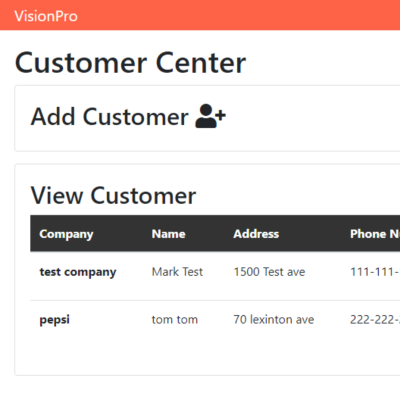 VisionPro
Customer Center
Add Customer
View Customer
Company Name Address Phone
test company Mark Test 1500 Test ave 111-111-
pepsi tom tom 70 lexinton ave 222-222-